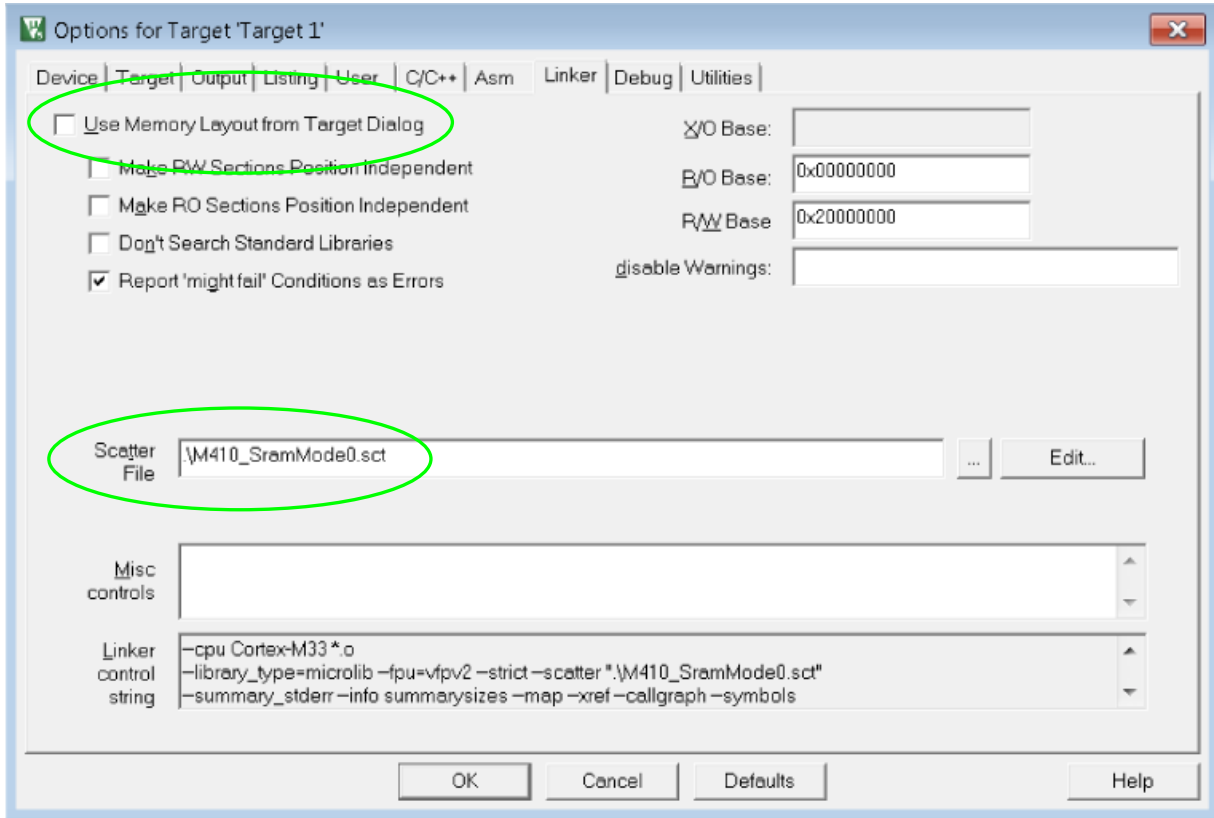 Options for Target 'Target 1'
Device Target Output Listing User C/C++ Asm Linker Debug Utilities
Use Memory Layout from Target Dialog
Make RW Sections Position Independent
Make RO Sections Position Independent
Don't Search Standard Libraries
Report 'might fail' Conditions as Errors
X/O Base:
R/O Base: 0x00000000
R/W Base 0x20000000
disable Warnings:
Scatter
File
.\M410_SramMode0.sct
...
Edit...
Misc
controls
Linker
control
string
–cpu Cortex-M33 *.o
–library_type=microlib –fpu=vfpv2 –strict –scatter ".\M410_SramMode0.sct"
–summary_stderr –info summarysizes –map –xref –callgraph –symbols
OK Cancel Defaults Help